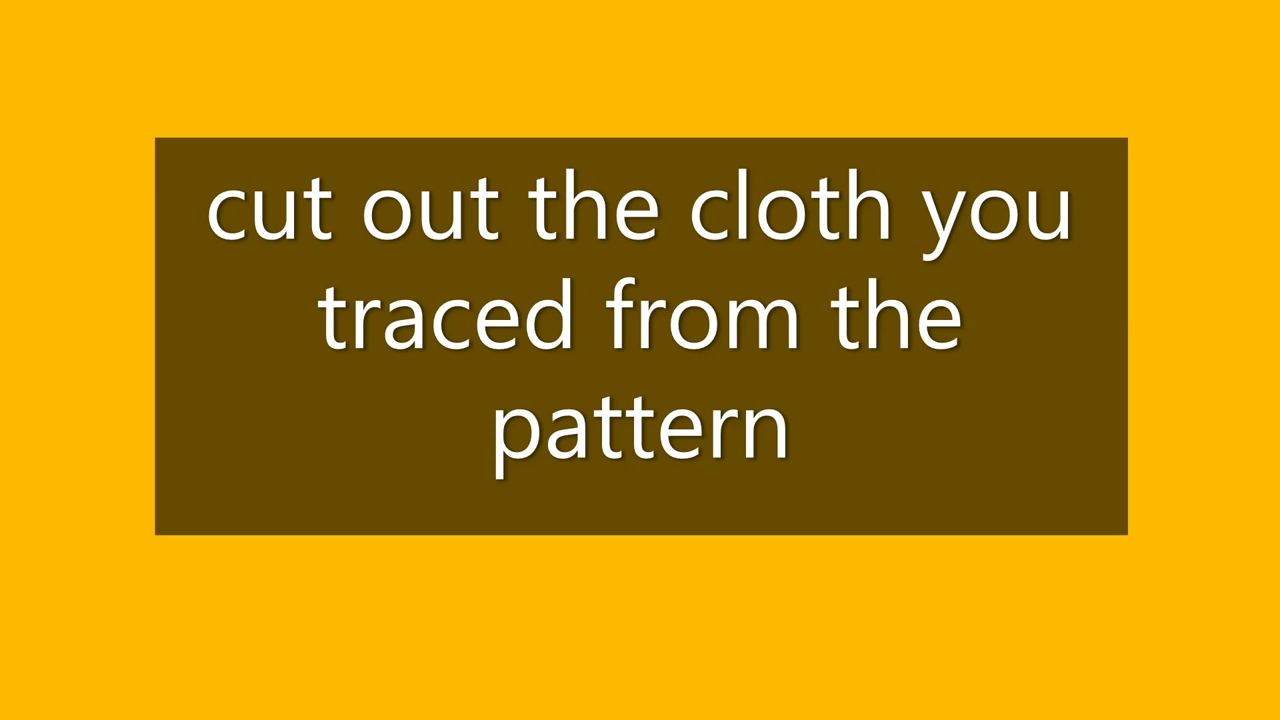 cut out the cloth you
traced from the
pattern